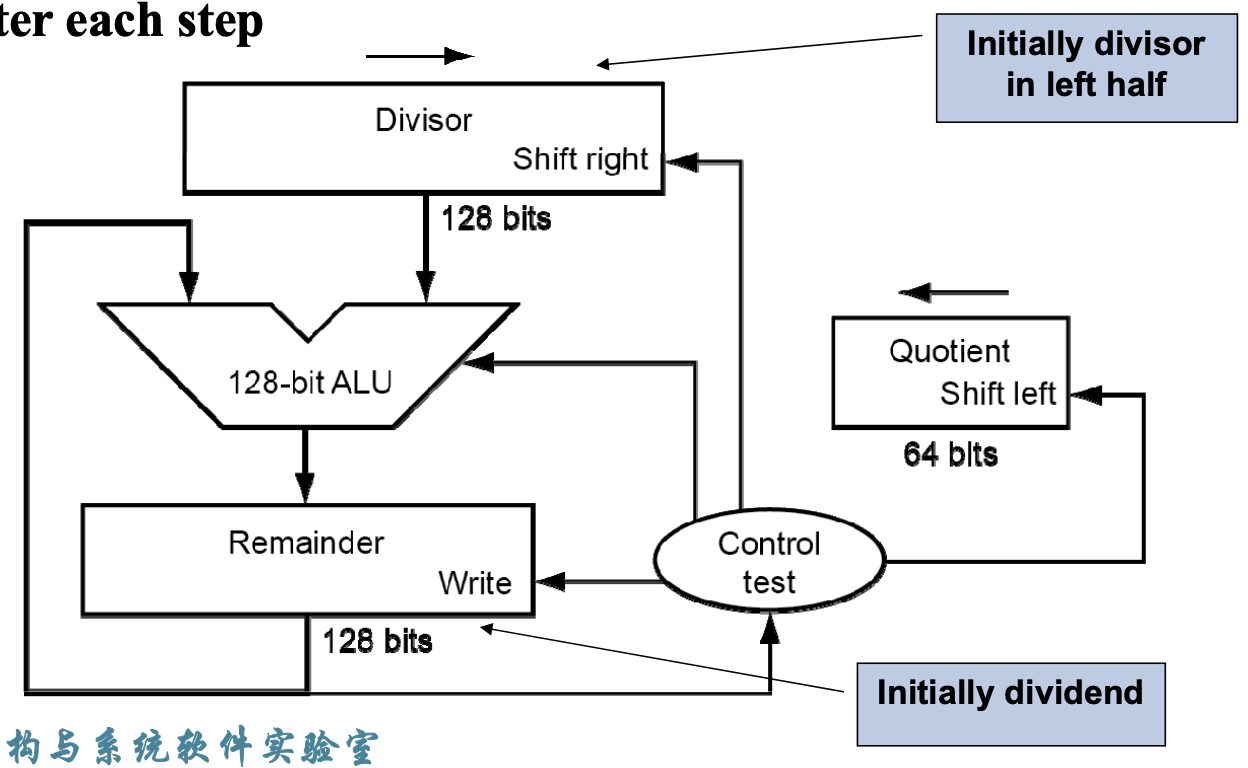 ter each step
Initially divisor
in left half
Divisor
Shift right
128 bits
Quotient
Shift left
64 bits
128-bit ALU
Remainder
Write
128 bits
Control
test
Initially dividend
构与系统软件实验室